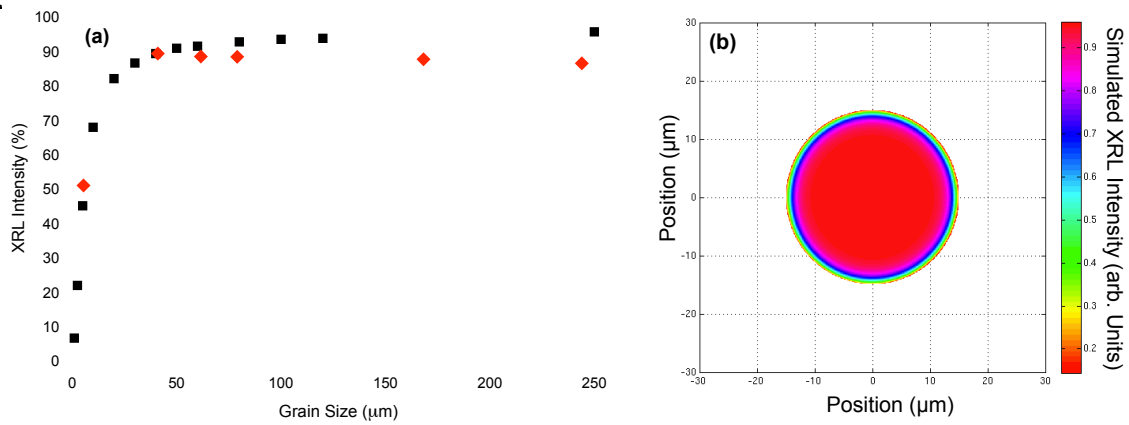 (a)
XRL Intensity (%)
100
90
80
70
60
50
40
30
20
10
0
0 50 100 150 200 250
Grain Size (μm)
(b)
Position (µm)
30
20
10
0
-10
-20
-30
-30 -20 -10 0 10 20 30
Position (µm)
0.9
0.8
0.7
0.6
0.5
0.4
0.3
0.2
Simulated XRL Intensity (arb. Units)